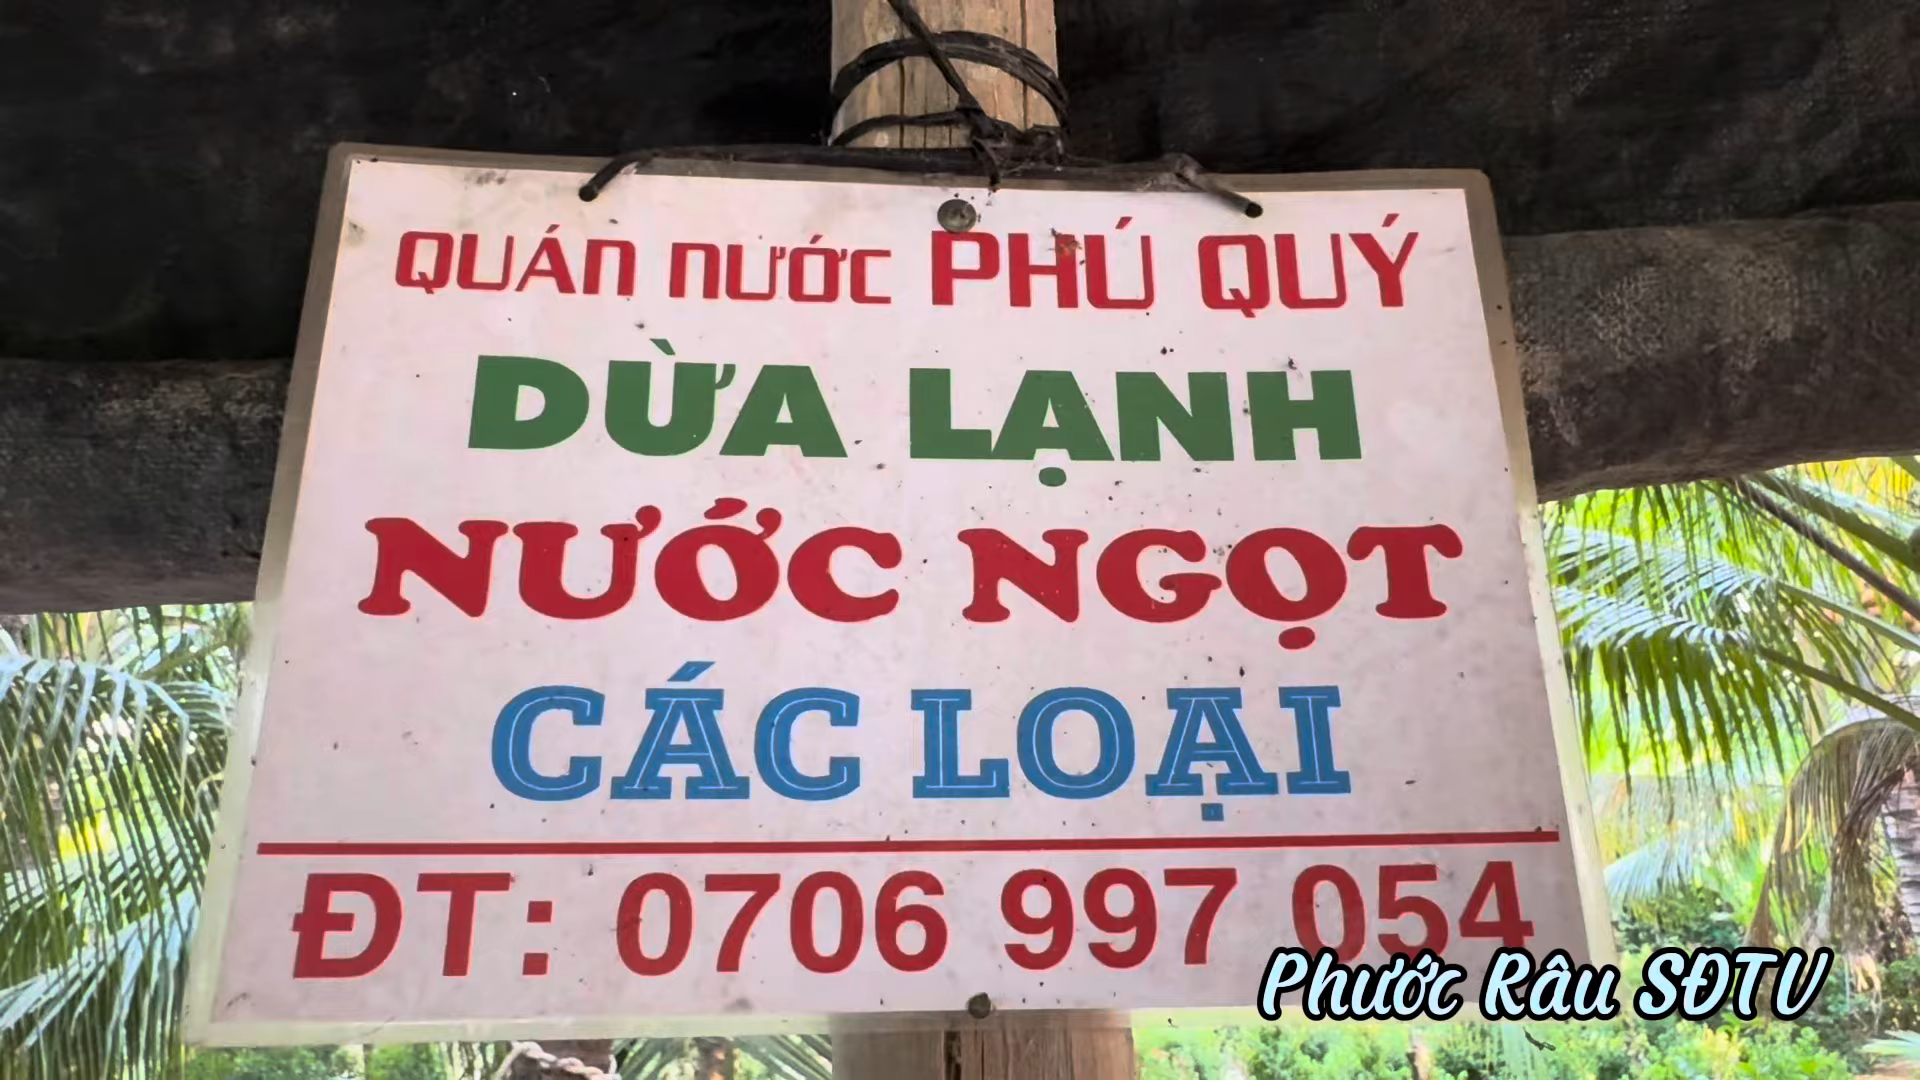 QUÁN NƯỚC PHÚ QUÝ
DỪA LẠNH
NƯỚC NGỌT
CÁC LOẠI
ĐT: 0706 997 054
Phước Râu SĐTV